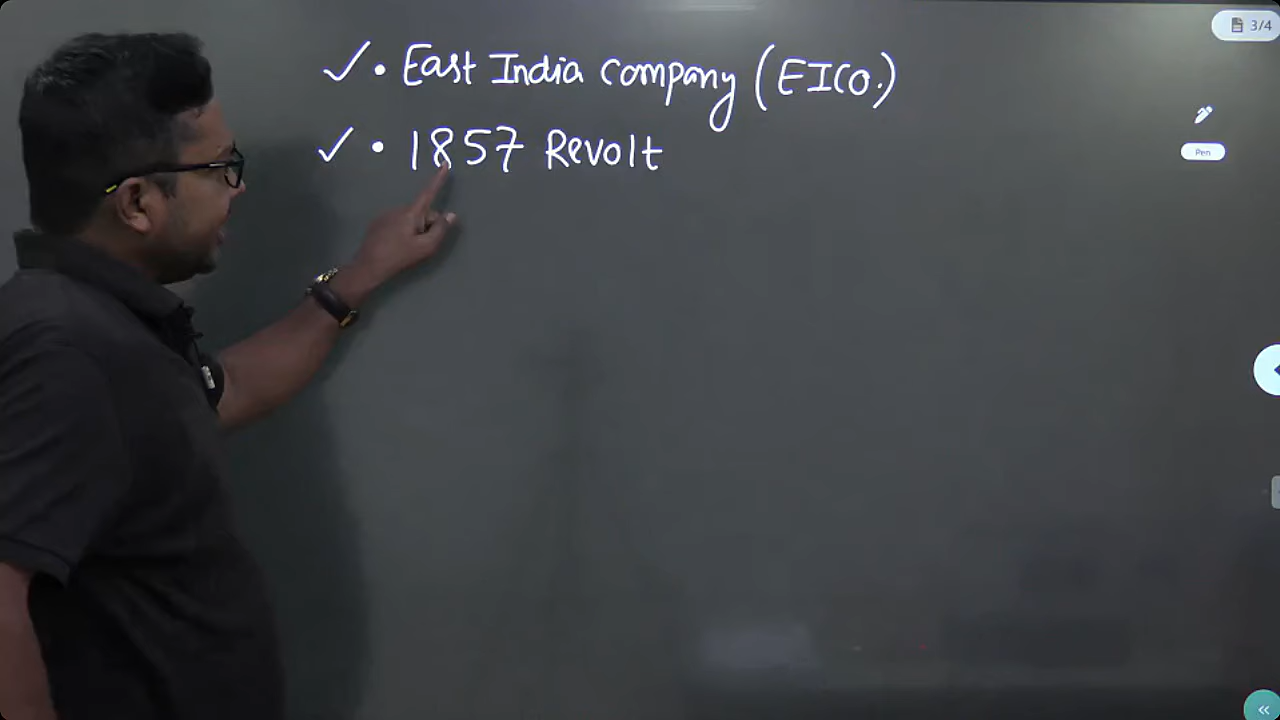 3/4
✓ • East India company (EICO.)
✓ • 1857 Revolt
Pen